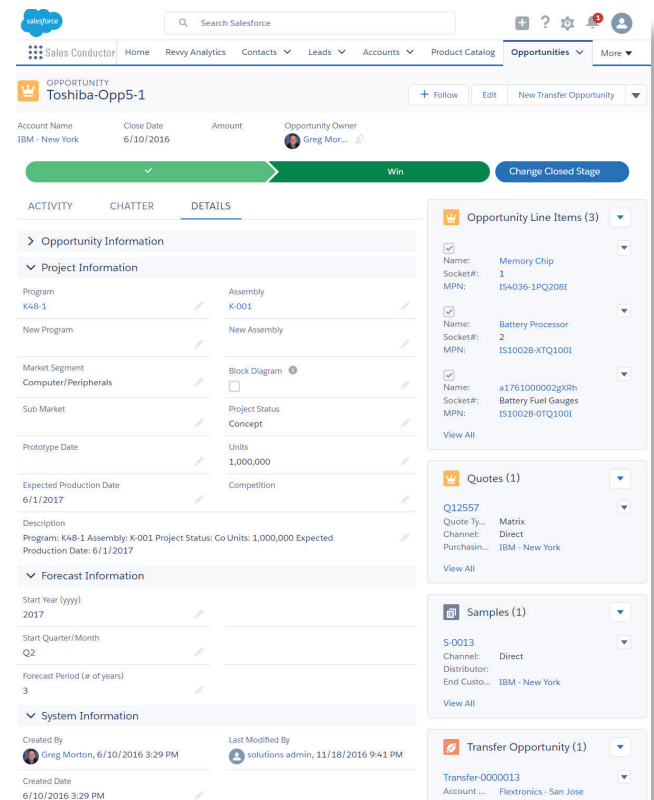 salesforce
Search Salesforce
?
1
Sales Conductor Home Revvy Analytics Contacts Leads Accounts Product Catalog Opportunities More
OPPORTUNITY
Toshiba-Opp5-1
+ Follow Edit New Transfer Opportunity
Account Name Close Date Amount Opportunity Owner
IBM - New York 6/10/2016 Greg Mor...
Win
Change Closed Stage
ACTIVITY CHATTER DETAILS
Opportunity Information
Project Information
Program Assembly
K48-1 K-001
New Program New Assembly
Market Segment Block Diagram
Computer/Peripherals
Sub Market Project Status
Concept
Prototype Date Units
1,000,000
Expected Production Date Competition
6/1/2017
Description
Program: K48-1 Assembly: K-001 Project Status: Co Units: 1,000,000 Expected
Production Date: 6/1/2017
Forecast Information
Start Year (yyyy)
2017
Start Quarter/Month
Q2
Forecast Period (# of years)
3
System Information
Created By Last Modified By
Greg Morton, 6/10/2016 3:29 PM solutions admin, 11/18/2016 9:41 PM
Created Date
6/10/2016 3:29 PM
Opportunity Line Items (3)
Name: Memory Chip
Socket#: 1
MPN: IS4036-1PQ208I
Name: Battery Processor
Socket#: 2
MPN: IS1002B-XTQ100I
Name: a1761000002gXRh
Socket#: Battery Fuel Gauges
MPN: IS1002B-0TQ100I
View All
Quotes (1)
Q12557
Quote Ty... Matrix
Channel: Direct
Purchasin... IBM - New York
View All
Samples (1)
S-0013
Channel: Direct
Distributor:
End Custo... IBM - New York
View All
Transfer Opportunity (1)
Transfer-0000013
Account ... Flextronics - San Jose